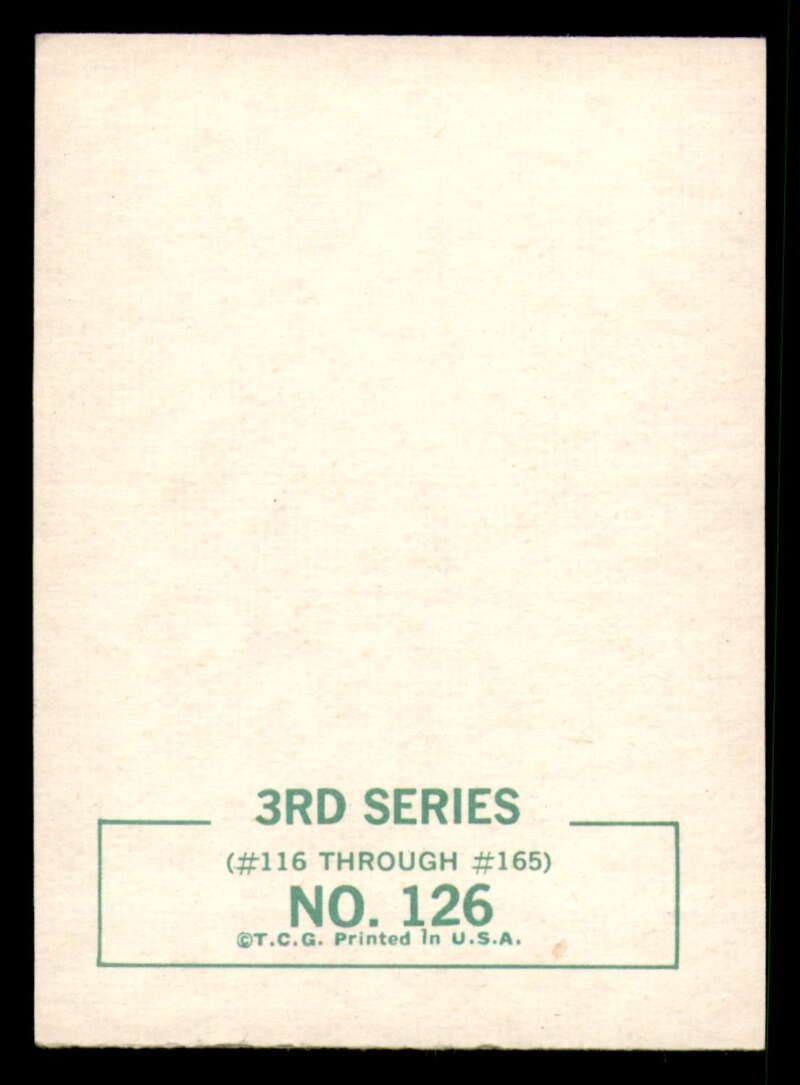 3RD SERIES
(#116 THROUGH #165)
NO. 126
©T.C.G. Printed In U.S.A.